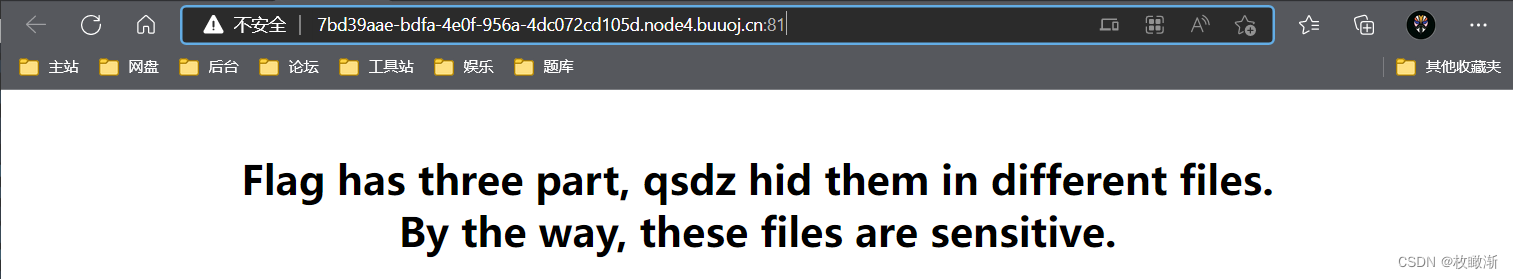 不安全 | 7bd39aae-bdfa-4e0f-956a-4dc072cd105d.node4.buuoj.cn:81
主站 网盘 后台 论坛 工具站 娱乐 题库 其他收藏夹
Flag has three part, qsdz hid them in different files.
By the way, these files are sensitive.
CSDN @枚瞰渐